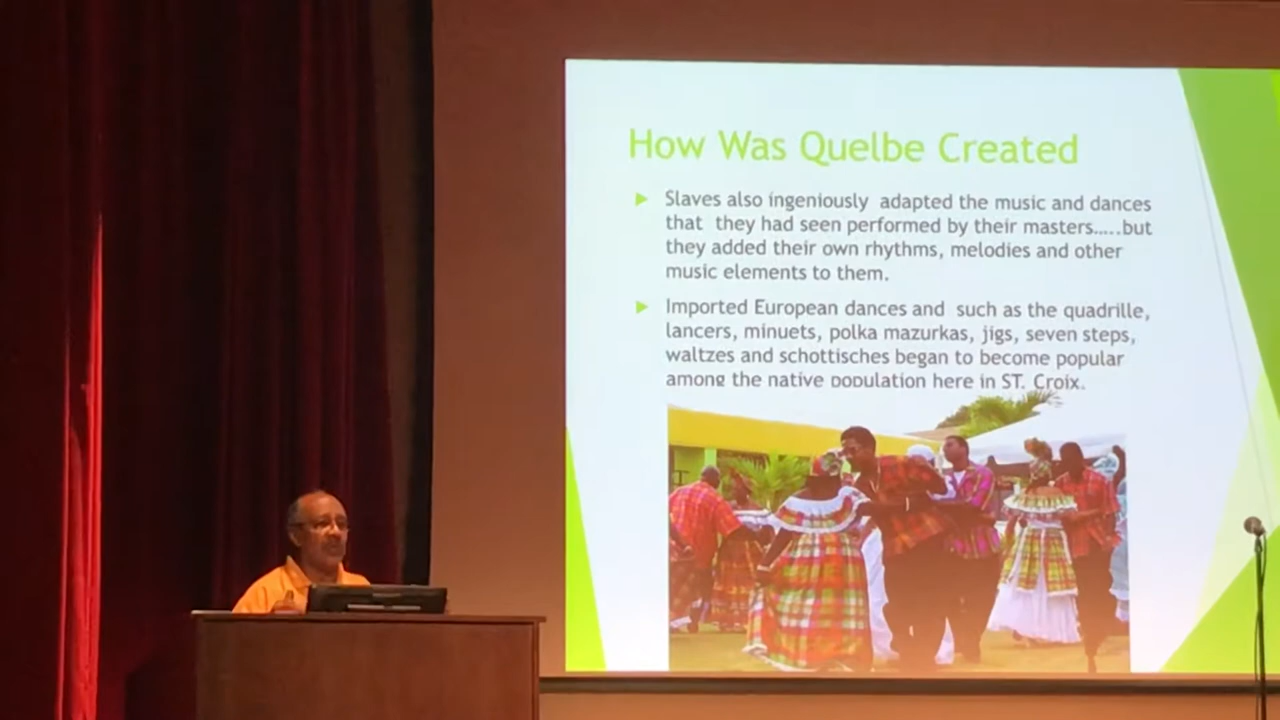 How Was Quelbe Created
Slaves also ingeniously adapted the music and dances
that they had seen performed by their masters.....but
they added their own rhythms, melodies and other
music elements to them.
Imported European dances and such as the quadrille,
lancers, minuets, polka mazurkas, jigs, seven steps,
waltzes and schottisches began to become popular
among the native population here in ST. Croix.